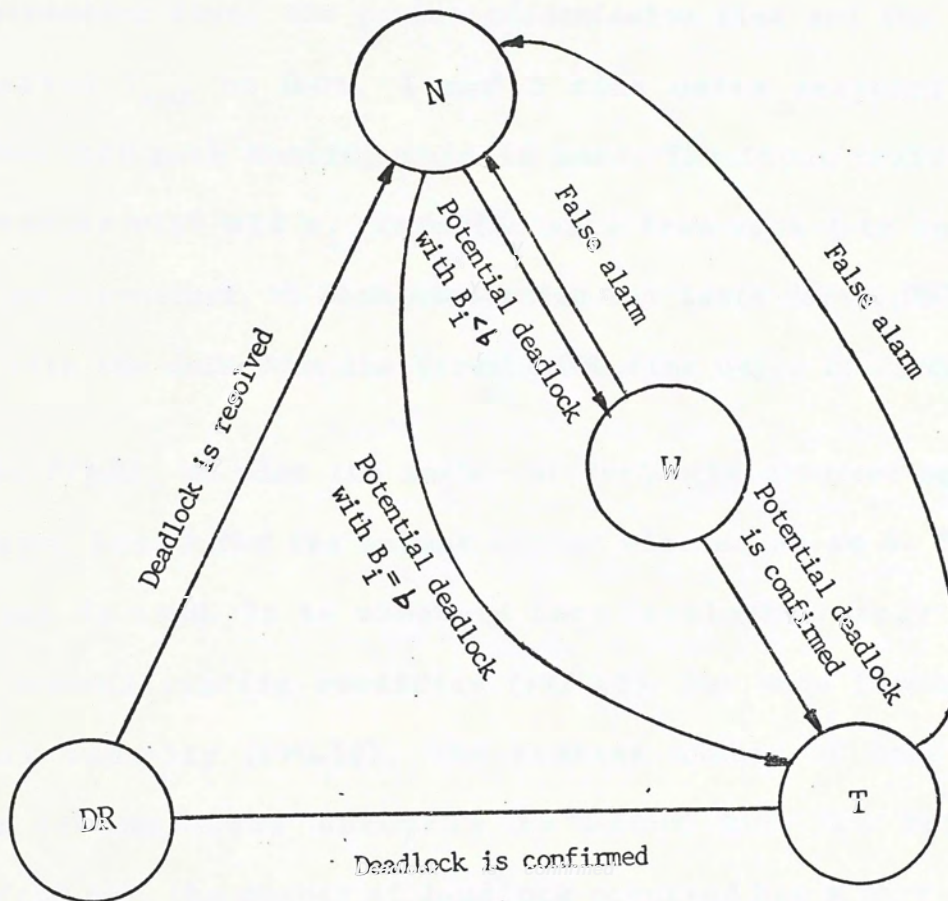 N
False alarm
Potential deadlock
with B_i < b
False alarm
Deadlock is resolved
W
Potential deadlock
with B_i = b
Potential deadlock
is confirmed
DR
T
Deadlock is confirmed